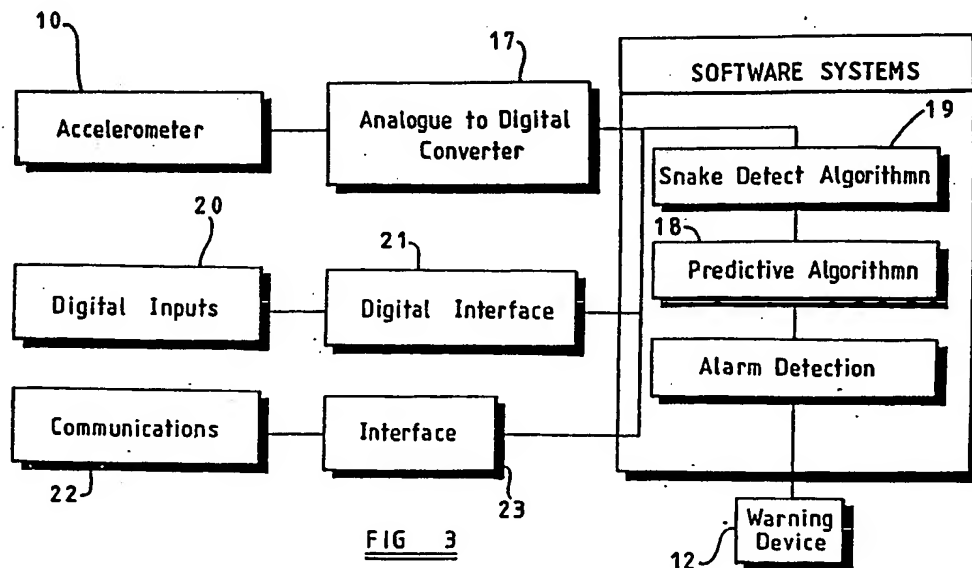 10
17
SOFTWARE SYSTEMS
Accelerometer
Analogue to Digital
Converter
19
Snake Detect Algorithmn
20
21
18
Predictive Algorithmn
Digital Inputs
Digital Interface
Alarm Detection
Communications
Interface
22
23
Warning
Device
12
FIG 3